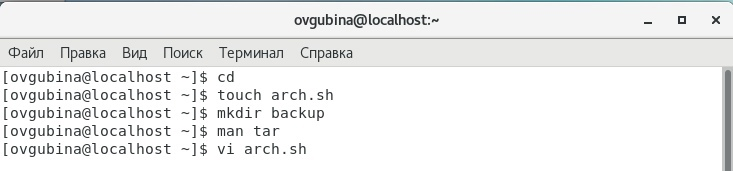 ovgubina@localhost:~
Файл Правка Вид Поиск Терминал Справка
[ovgubina@localhost ~]$ cd
[ovgubina@localhost ~]$ touch arch.sh
[ovgubina@localhost ~]$ mkdir backup
[ovgubina@localhost ~]$ man tar
[ovgubina@localhost ~]$ vi arch.sh